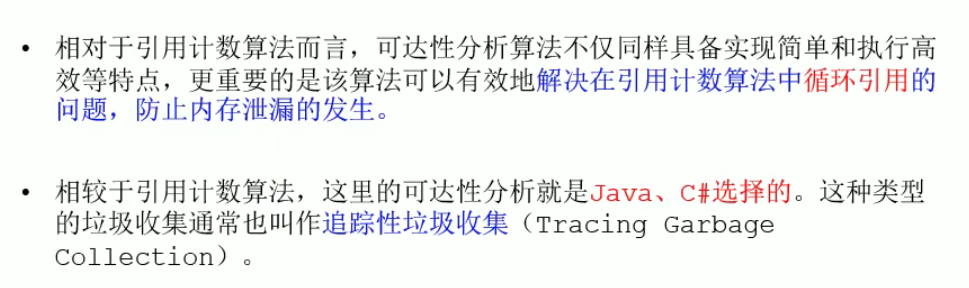 • 相对于引用计数算法而言，可达性分析算法不仅同样具备实现简单和执行高
效等特点，更重要的是该算法可以有效地解决在引用计数算法中循环引用的
问题，防止内存泄漏的发生。
• 相较于引用计数算法，这里的可达性分析就是Java、C#选择的。这种类型
的垃圾收集通常也叫作追踪性垃圾收集（Tracing Garbage
Collection）。